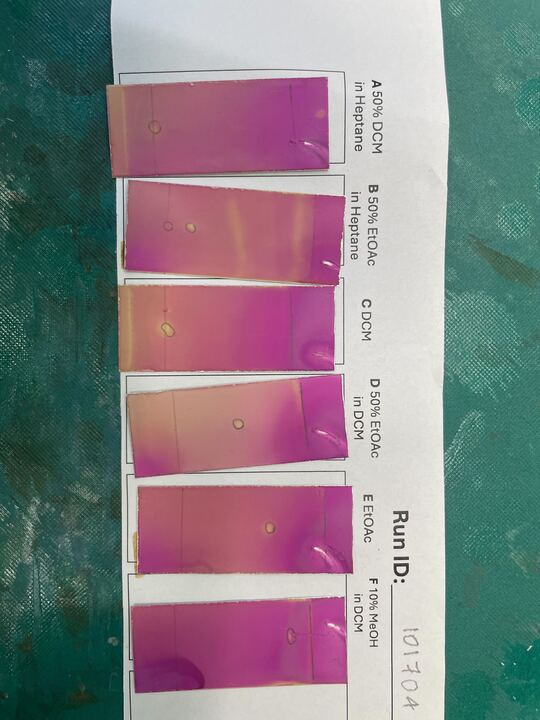 Run ID: 101704
A 50% DCM
in Heptane
B 50% EtOAc
in Heptane
C DCM
D 50% EtOAc
in DCM
E EtOAc
F 10% MeOH
in DCM